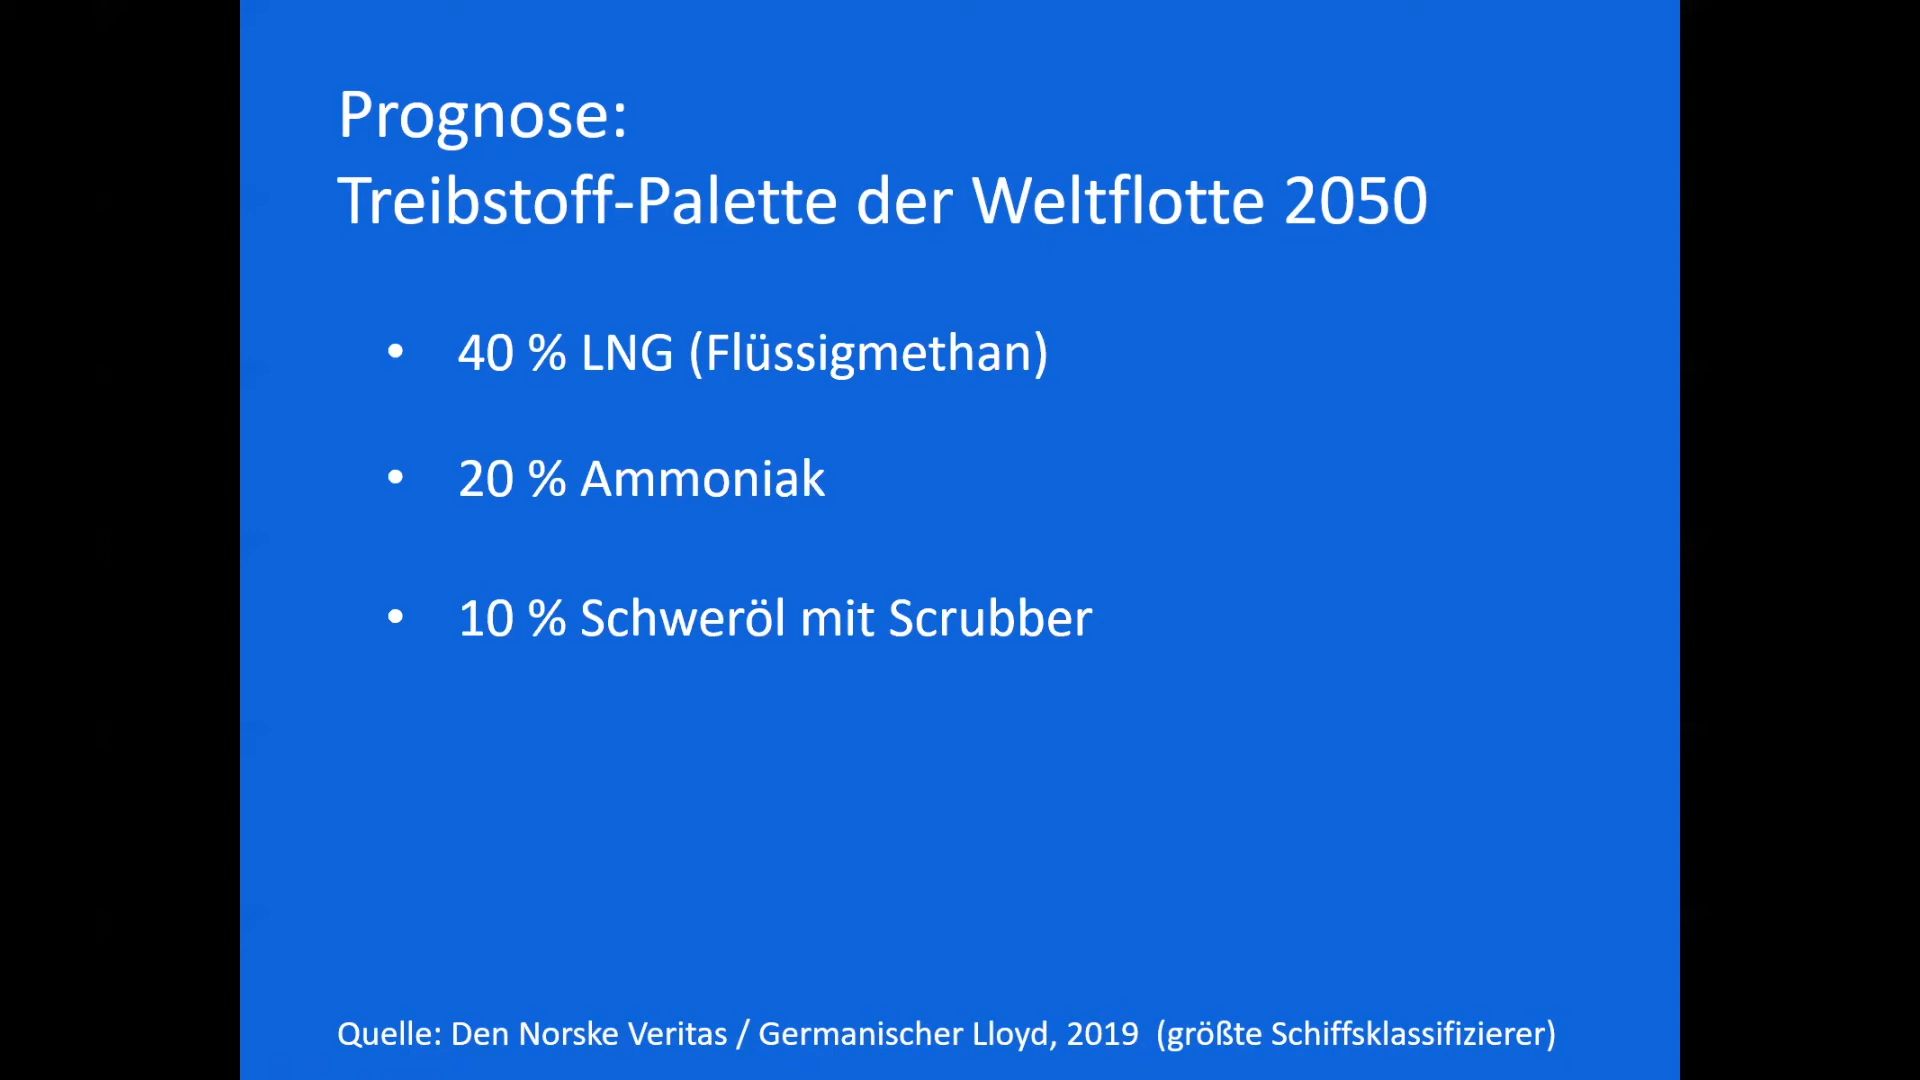 Prognose:
Treibstoff-Palette der Weltflotte 2050
• 40 % LNG (Flüssigmethan)
• 20 % Ammoniak
• 10 % Schweröl mit Scrubber
Quelle: Den Norske Veritas / Germanischer Lloyd, 2019 (größte Schiffsklassifizierer)